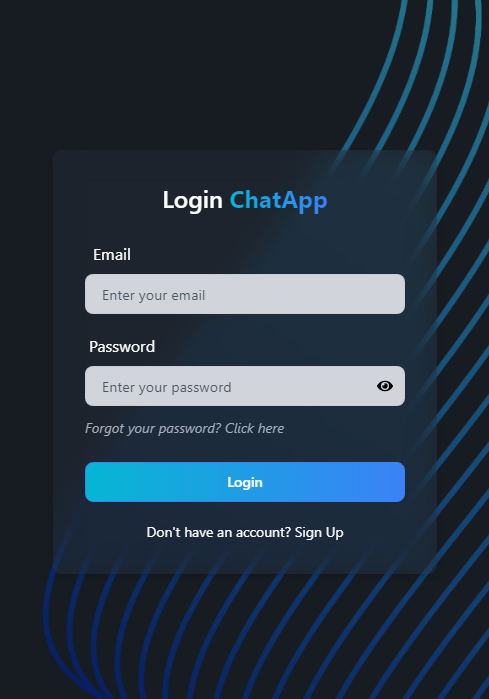 Login ChatApp
Email
Enter your email
Password
Enter your password
Forgot your password? Click here
Login
Don't have an account? Sign Up